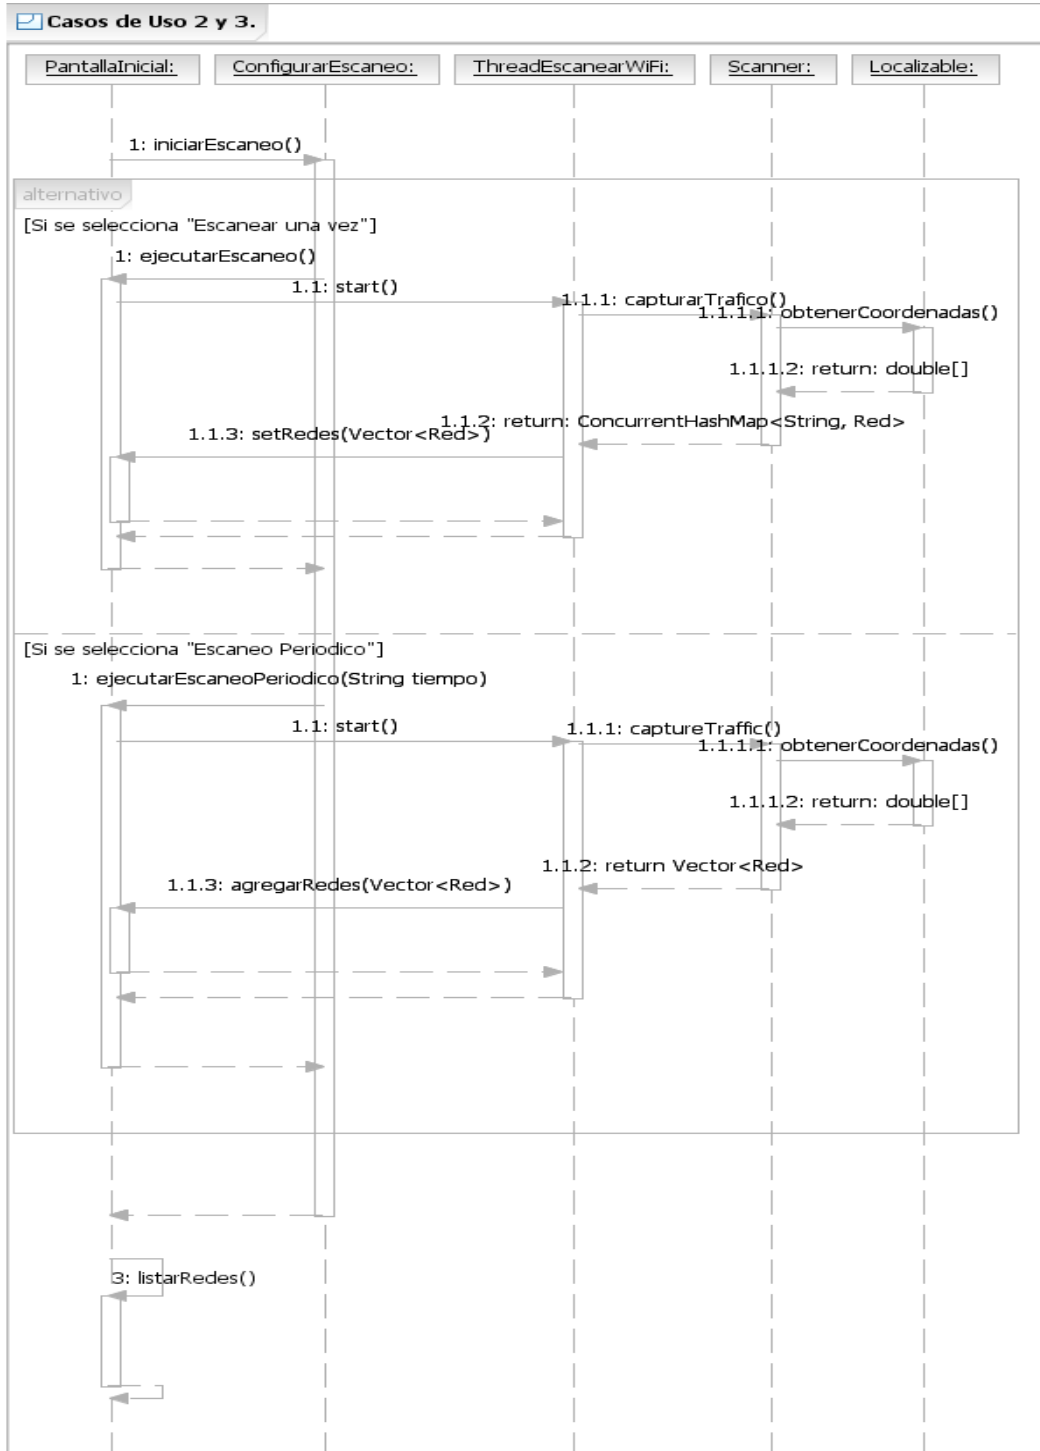 Casos de Uso 2 y 3.
PantallaInicial: ConfigurarEscaneo: ThreadEscanearWiFi: Scanner: Localizable:
1: iniciarEscaneo()
alternativo
[Si se selecciona "Escanear una vez"]
1: ejecutarEscaneo()
1.1: start()
1.1.1: capturarTrafico()
1.1.1.1: obtenerCoordenadas()
1.1.1.2: return: double[]
1.1.2: return: ConcurrentHashMap<String, Red>
1.1.3: setRedes(Vector<Red>)
[Si se selecciona "Escaneo Periodico"]
1: ejecutarEscaneoPeriodico(String tiempo)
1.1: start()
1.1.1: captureTraffic()
1.1.1.1: obtenerCoordenadas()
1.1.1.2: return: double[]
1.1.2: return Vector<Red>
1.1.3: agregarRedes(Vector<Red>)
3: listarRedes()